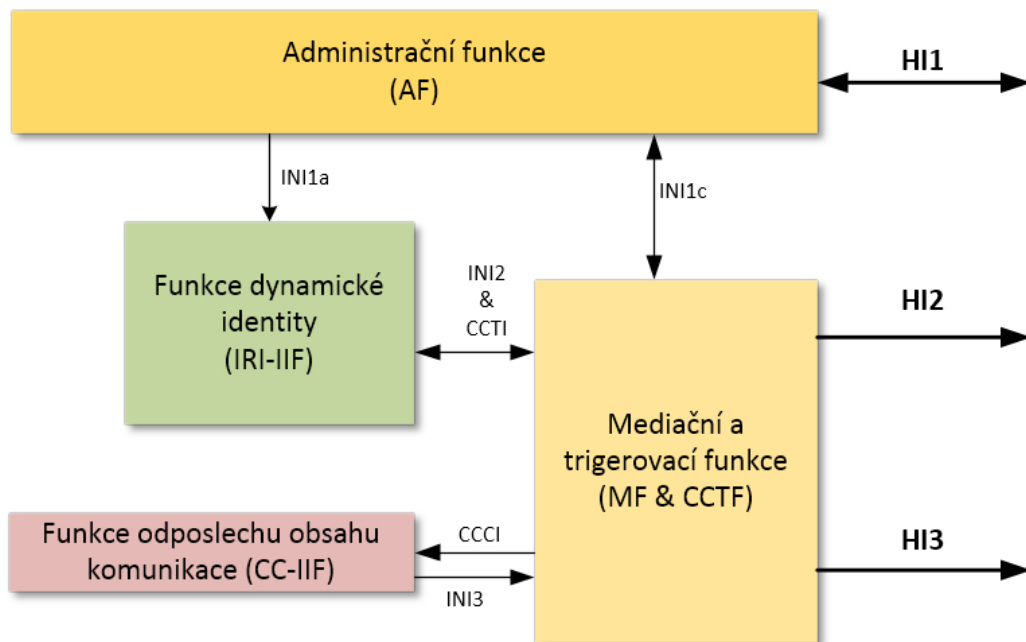 Administrační funkce
(AF)
HI1
INI1a
INI1c
Funkce dynamické
identity
(IRI-IIF)
INI2
&
CCTI
HI2
Mediační a
trigerovací funkce
(MF & CCTF)
Funkce odposlechu obsahu
komunikace (CC-IIF)
CCCI
INI3
HI3